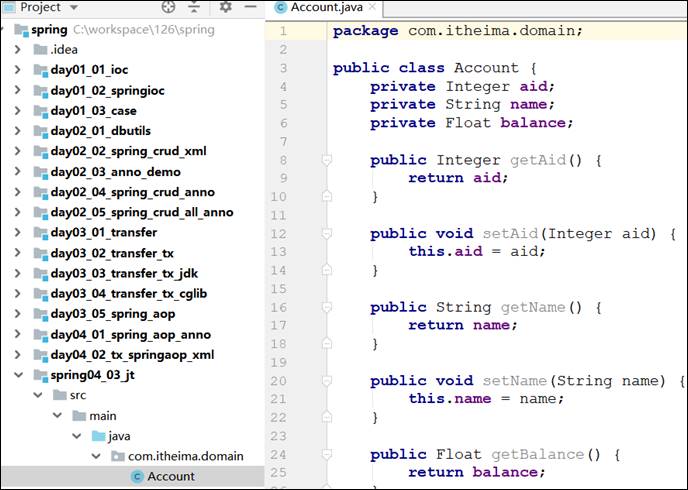 Project
spring C:\workspace\126\spring
.idea
day01_01_ioc
day01_02_springioc
day01_03_case
day02_01_dbutils
day02_02_spring_crud_xml
day02_03_anno_demo
day02_04_spring_crud_anno
day02_05_spring_crud_all_anno
day03_01_transfer
day03_02_transfer_tx
day03_03_transfer_tx_jdk
day03_04_transfer_tx_cglib
day03_05_spring_aop
day04_01_spring_aop_anno
day04_02_tx_springaop_xml
spring04_03_jt
src
main
java
com.itheima.domain
Account
Account.java
1 package com.itheima.domain;
2
3 public class Account {
4 private Integer aid;
5 private String name;
6 private Float balance;
7
8 public Integer getAid() {
9 return aid;
10 }
11
12 public void setAid(Integer aid) {
13 this.aid = aid;
14 }
15
16 public String getName() {
17 return name;
18 }
19
20 public void setName(String name) {
21 this.name = name;
22 }
23
24 public Float getBalance() {
25 return balance;
26 }